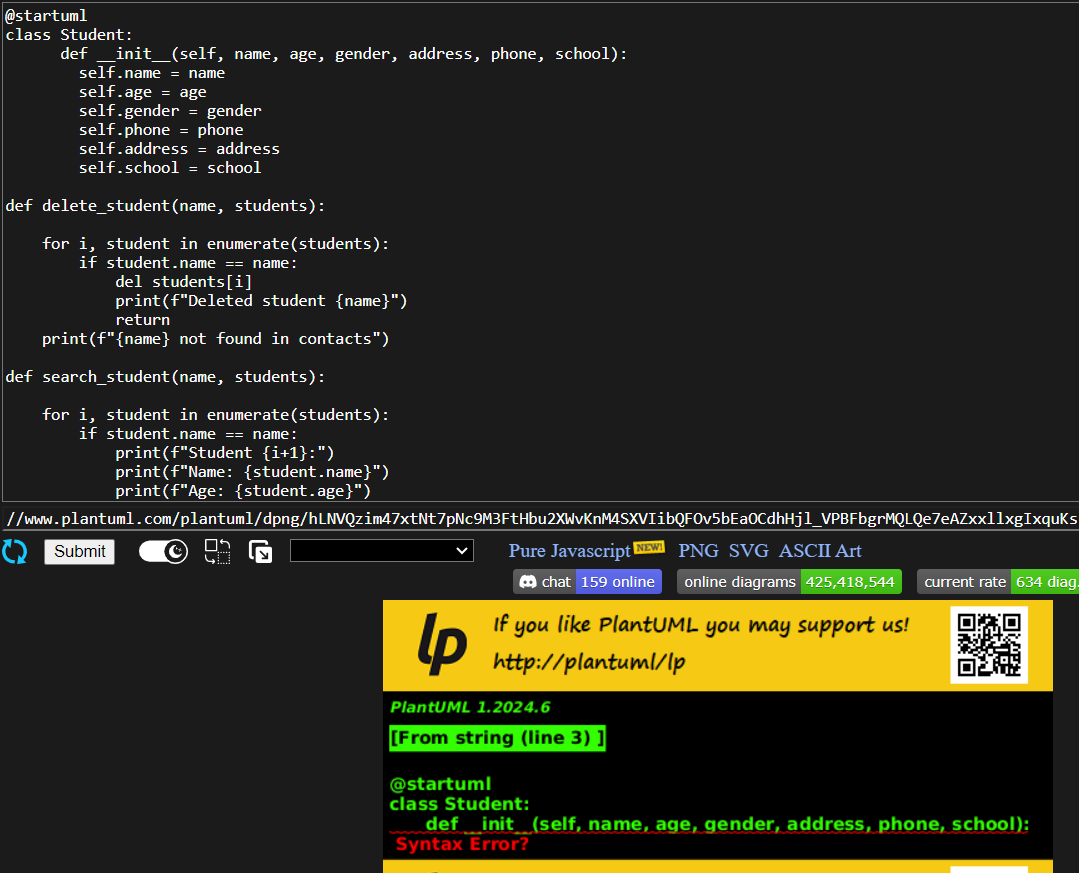 @startuml
class Student:
      def __init__(self, name, age, gender, address, phone, school):
        self.name = name
        self.age = age
        self.gender = gender
        self.phone = phone
        self.address = address
        self.school = school
def delete_student(name, students):
    for i, student in enumerate(students):
        if student.name == name:
            del students[i]
            print(f"Deleted student {name}")
            return
    print(f"{name} not found in contacts")
def search_student(name, students):
    for i, student in enumerate(students):
        if student.name == name:
            print(f"Student {i+1}:")
            print(f"Name: {student.name}")
            print(f"Age: {student.age}")
//www.plantuml.com/plantuml/dpng/hLNVQzim47xtNt7pNc9M3FtHbu2XWvKnM4SXVIibQFOv5bEaOCdhHjl_VPBFbgrMQLQe7eAZxxllxgIxquKs
Submit
Pure Javascript NEW! PNG SVG ASCII Art
chat 159 online online diagrams 425,418,544 current rate 634 diag.
lp
If you like PlantUML you may support us!
http://plantuml/lp
PlantUML 1.2024.6
[From string (line 3) ]
@startuml
class Student:
def __init__(self, name, age, gender, address, phone, school):
Syntax Error?